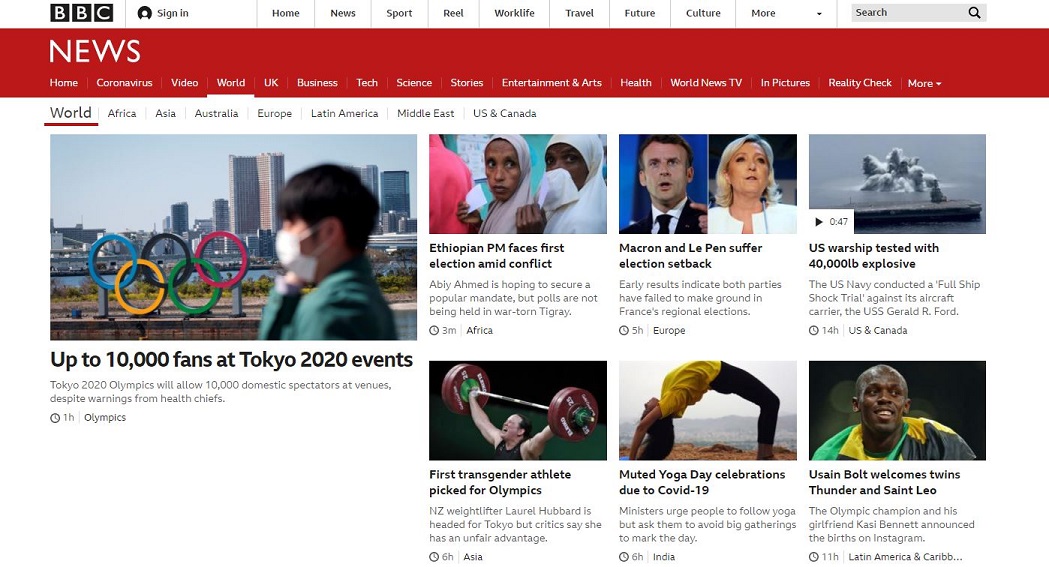 BBC
Sign in
Home
News
Sport
Reel
Worklife
Travel
Future
Culture
More
Search
NEWS
Home
Coronavirus
Video
World
UK
Business
Tech
Science
Stories
Entertainment & Arts
Health
World News TV
In Pictures
Reality Check
More
World
Africa
Asia
Australia
Europe
Latin America
Middle East
US & Canada
Up to 10,000 fans at Tokyo 2020 events
Tokyo 2020 Olympics will allow 10,000 domestic spectators at venues,
despite warnings from health chiefs.
1h
Olympics
Ethiopian PM faces first
election amid conflict
Abiy Ahmed is hoping to secure a
popular mandate, but polls are not
being held in war-torn Tigray.
3m
Africa
Macron and Le Pen suffer
election setback
Early results indicate both parties
have failed to make ground in
France's regional elections.
5h
Europe
0:47
US warship tested with
40,000lb explosive
The US Navy conducted a 'Full Ship
Shock Trial' against its aircraft
carrier, the USS Gerald R. Ford.
14h
US & Canada
First transgender athlete
picked for Olympics
NZ weightlifter Laurel Hubbard is
headed for Tokyo but critics say she
has an unfair advantage.
6h
Asia
Muted Yoga Day celebrations
due to Covid-19
Ministers urge people to follow yoga
but ask them to avoid big gatherings
to mark the day.
6h
India
Usain Bolt welcomes twins
Thunder and Saint Leo
The Olympic champion and his
girlfriend Kasi Bennett announced
the births on Instagram.
11h
Latin America & Caribb...